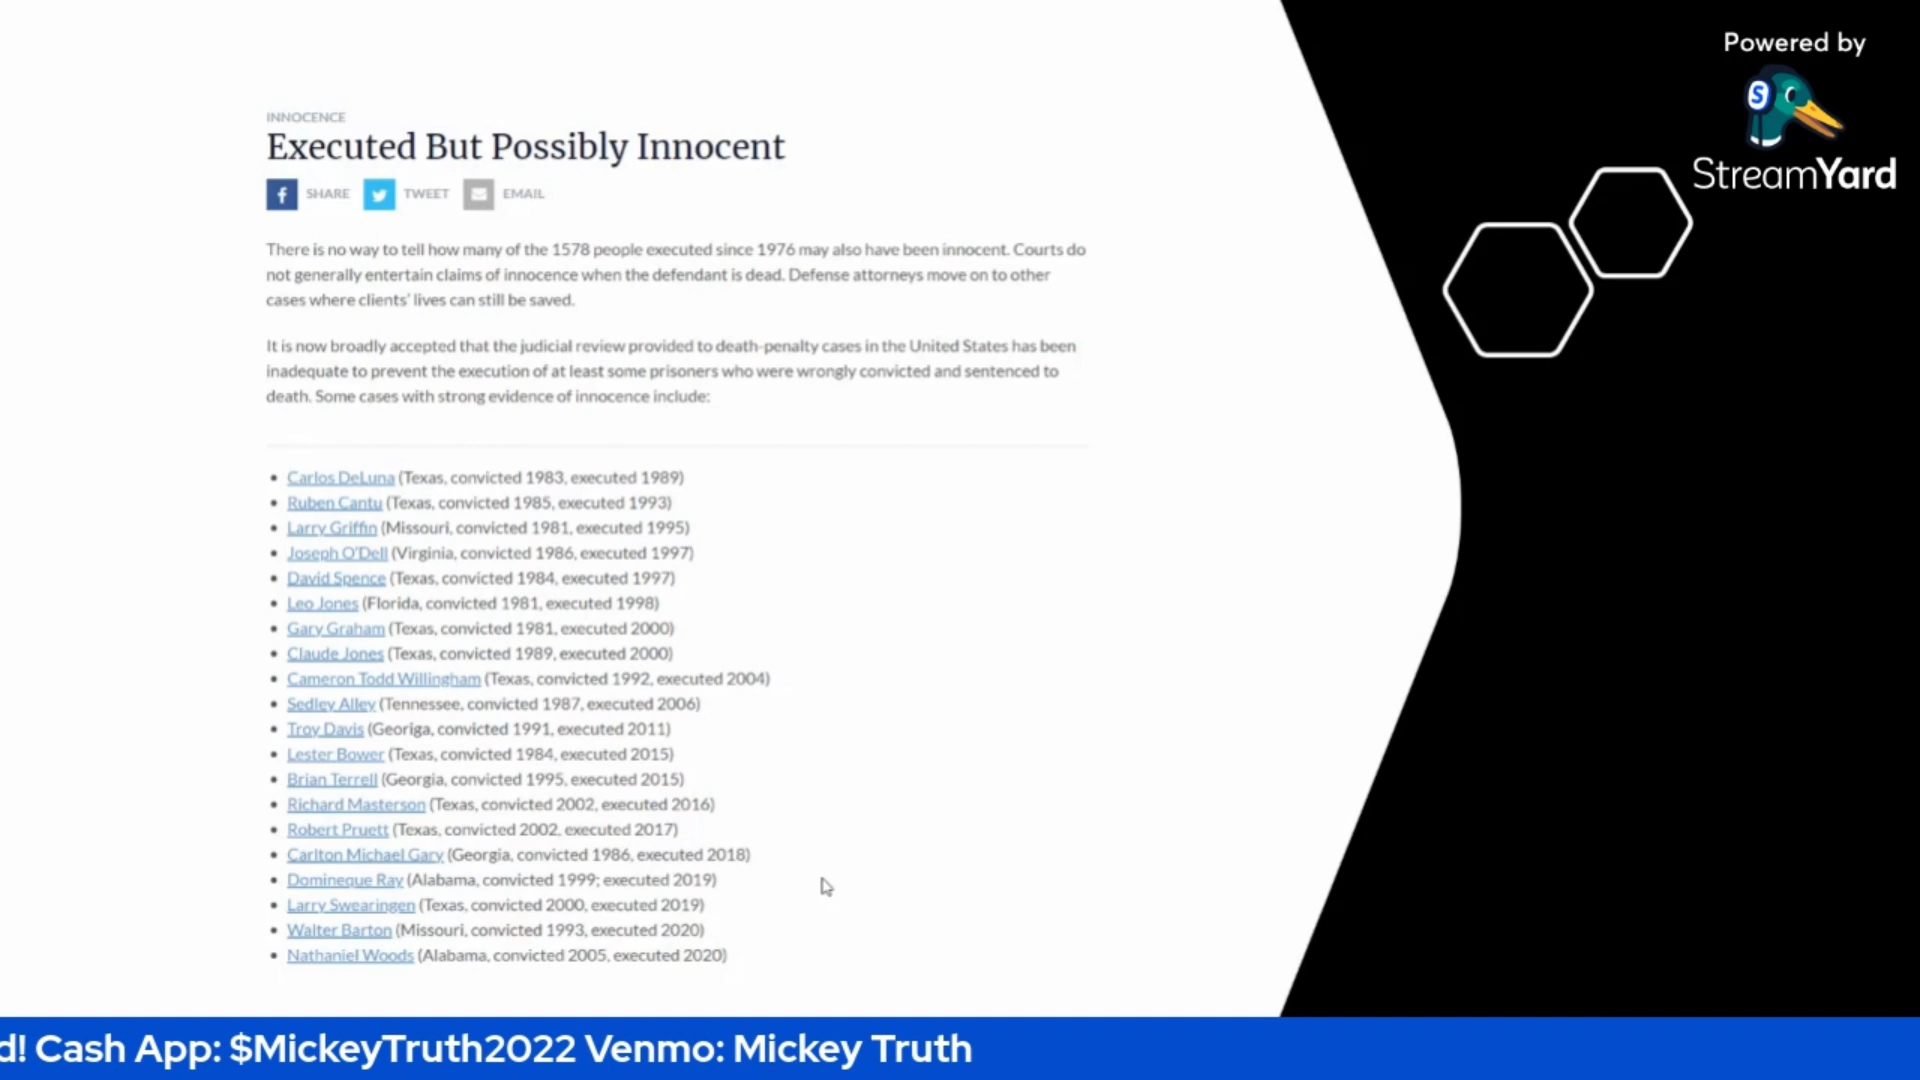 Powered by
StreamYard
INNOCENCE
Executed But Possibly Innocent
SHARE TWEET EMAIL
There is no way to tell how many of the 1578 people executed since 1976 may also have been innocent. Courts do
not generally entertain claims of innocence when the defendant is dead. Defense attorneys move on to other
cases where clients' lives can still be saved.
It is now broadly accepted that the judicial review provided to death-penalty cases in the United States has been
inadequate to prevent the execution of at least some prisoners who were wrongly convicted and sentenced to
death. Some cases with strong evidence of innocence include:
• Carlos DeLuna (Texas, convicted 1983, executed 1989)
• Ruben Cantu (Texas, convicted 1985, executed 1993)
• Larry Griffin (Missouri, convicted 1981, executed 1995)
• Joseph O'Dell (Virginia, convicted 1986, executed 1997)
• David Spence (Texas, convicted 1984, executed 1997)
• Leo Jones (Florida, convicted 1981, executed 1998)
• Gary Graham (Texas, convicted 1981, executed 2000)
• Claude Jones (Texas, convicted 1989, executed 2000)
• Cameron Todd Willingham (Texas, convicted 1992, executed 2004)
• Sedley Alley (Tennessee, convicted 1987, executed 2006)
• Troy Davis (Georiga, convicted 1991, executed 2011)
• Lester Bower (Texas, convicted 1984, executed 2015)
• Brian Terrell (Georgia, convicted 1995, executed 2015)
• Richard Masterson (Texas, convicted 2002, executed 2016)
• Robert Pruett (Texas, convicted 2002, executed 2017)
• Carlton Michael Gary (Georgia, convicted 1986, executed 2018)
• Domineque Ray (Alabama, convicted 1999; executed 2019)
• Larry Swearingen (Texas, convicted 2000, executed 2019)
• Walter Barton (Missouri, convicted 1993, executed 2020)
• Nathaniel Woods (Alabama, convicted 2005, executed 2020)
d! Cash App: $MickeyTruth2022 Venmo: Mickey Truth